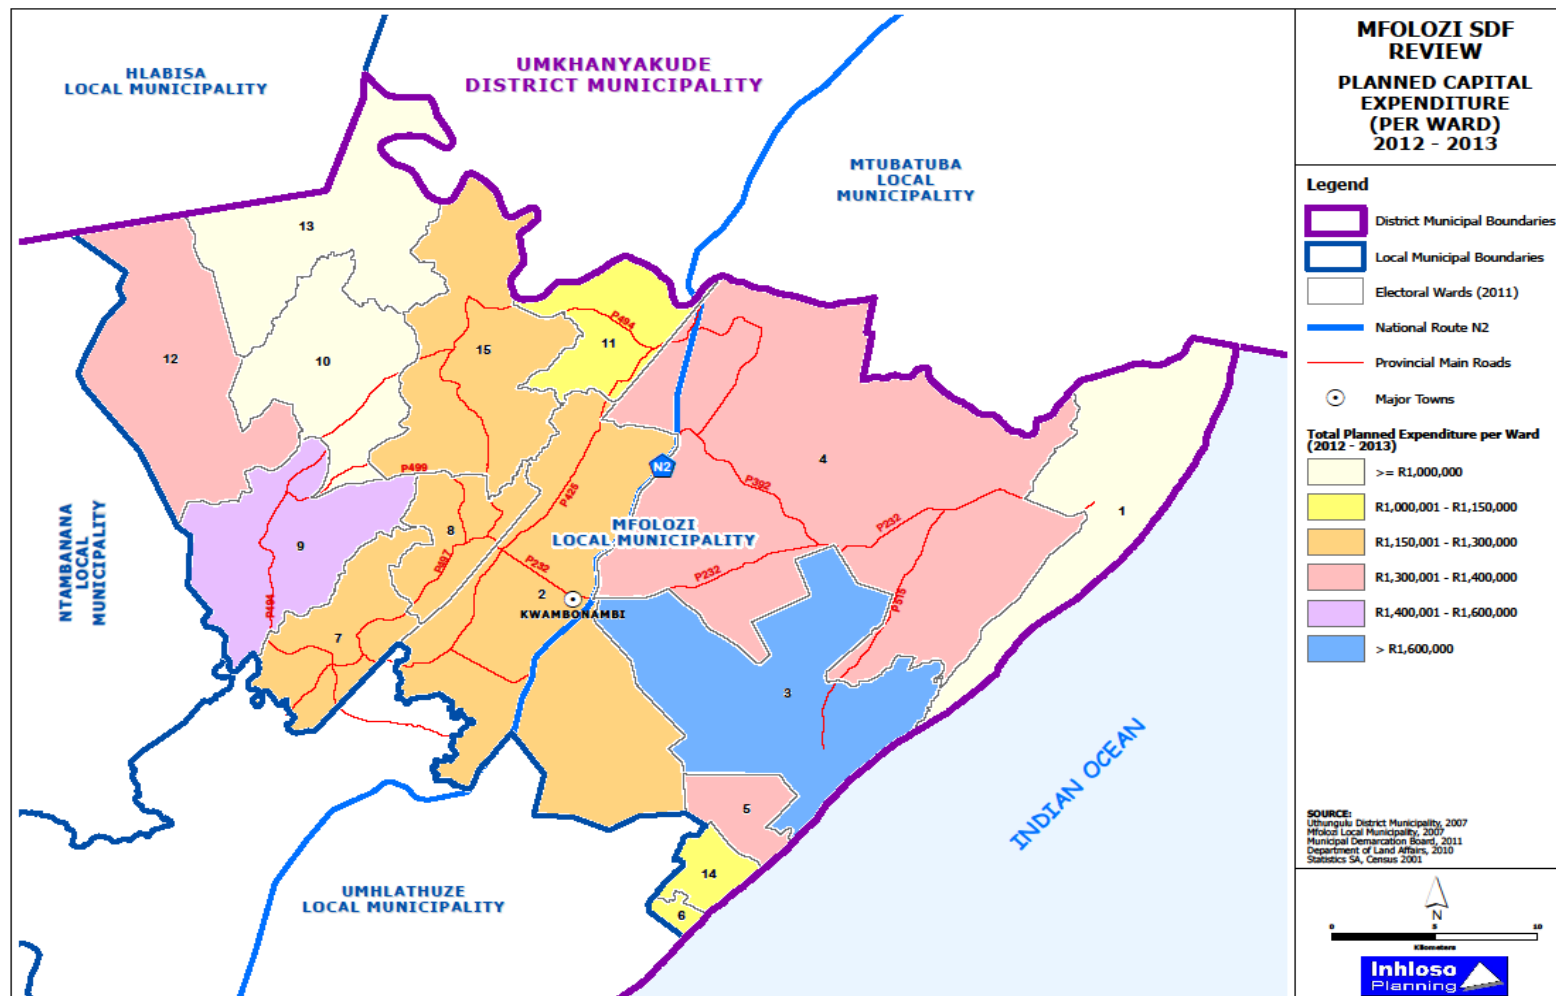 HLABISA
LOCAL MUNICIPALITY
UMKHANYAKUDE
DISTRICT MUNICIPALITY
MTUBATUBA
LOCAL
MUNICIPALITY
13
12
10
15
11
P494
4
1
N2
P499
P425
P392
P232
8
9
MFOLOZI
LOCAL MUNICIPALITY
NTAMBANANA
LOCAL
MUNICIPALITY
P232
P232
2
KWAMBONAMBI
P515
7
3
5
14
6
UMHLATHUZE
LOCAL MUNICIPALITY
INDIAN OCEAN
MFOLOZI SDF
REVIEW
PLANNED CAPITAL
EXPENDITURE
(PER WARD)
2012 - 2013
Legend
District Municipal Boundaries
Local Municipal Boundaries
Electoral Wards (2011)
National Route N2
Provincial Main Roads
Major Towns
Total Planned Expenditure per Ward
(2012 - 2013)
>= R1,000,000
R1,000,001 - R1,150,000
R1,150,001 - R1,300,000
R1,300,001 - R1,400,000
R1,400,001 - R1,600,000
> R1,600,000
SOURCE:
Uthungulu District Municipality, 2007
Mfolozi Local Municipality, 2007
Municipal Demarcation Board, 2011
Department of Land Affairs, 2010
Statistics SA, Census 2001
N
0 5 10
Kilometers
Inhloso
Planning